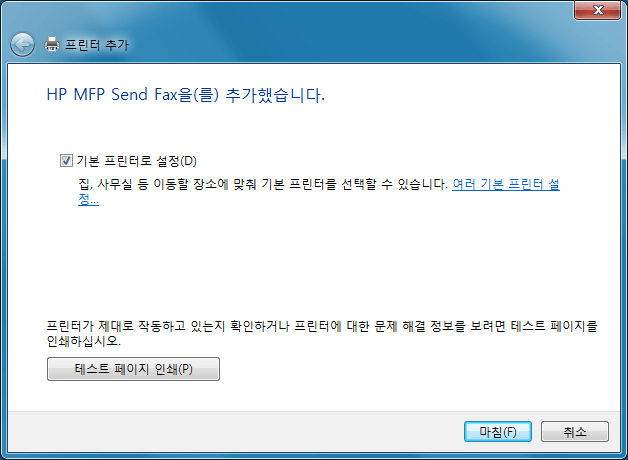 프린터 추가
HP MFP Send Fax을(를) 추가했습니다.
기본 프린터로 설정(D)
집, 사무실 등 이동할 장소에 맞춰 기본 프린터를 선택할 수 있습니다. 여러 기본 프린터 설
정...
프린터가 제대로 작동하고 있는지 확인하거나 프린터에 대한 문제 해결 정보를 보려면 테스트 페이지를
인쇄하십시오.
테스트 페이지 인쇄(P)
마침(F) 취소